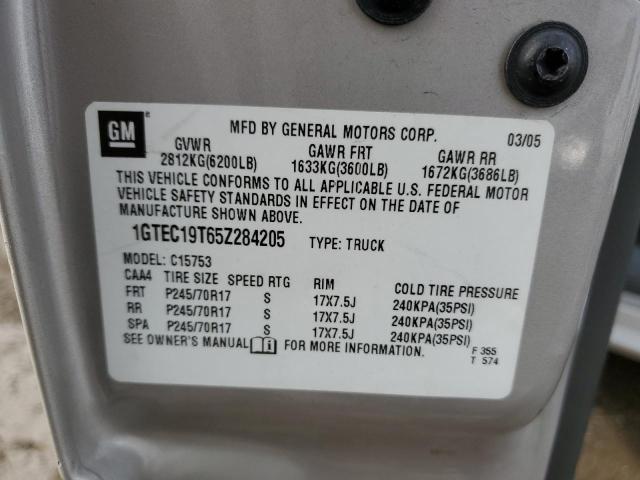 GM
MFD BY GENERAL MOTORS CORP. 03/05
GVWR GAWR FRT GAWR RR
2812KG(6200LB) 1633KG(3600LB) 1672KG(3686LB)
THIS VEHICLE CONFORMS TO ALL APPLICABLE U.S. FEDERAL MOTOR
VEHICLE SAFETY STANDARDS IN EFFECT ON THE DATE OF
MANUFACTURE SHOWN ABOVE.
1GTEC19T65Z284205 TYPE: TRUCK
MODEL: C15753
CAA4 TIRE SIZE SPEED RTG RIM COLD TIRE PRESSURE
FRT P245/70R17 S 17X7.5J 240KPA(35PSI)
RR P245/70R17 S 17X7.5J 240KPA(35PSI)
SPA P245/70R17 S 17X7.5J 240KPA(35PSI)
SEE OWNER'S MANUAL FOR MORE INFORMATION.
F 355
T 574